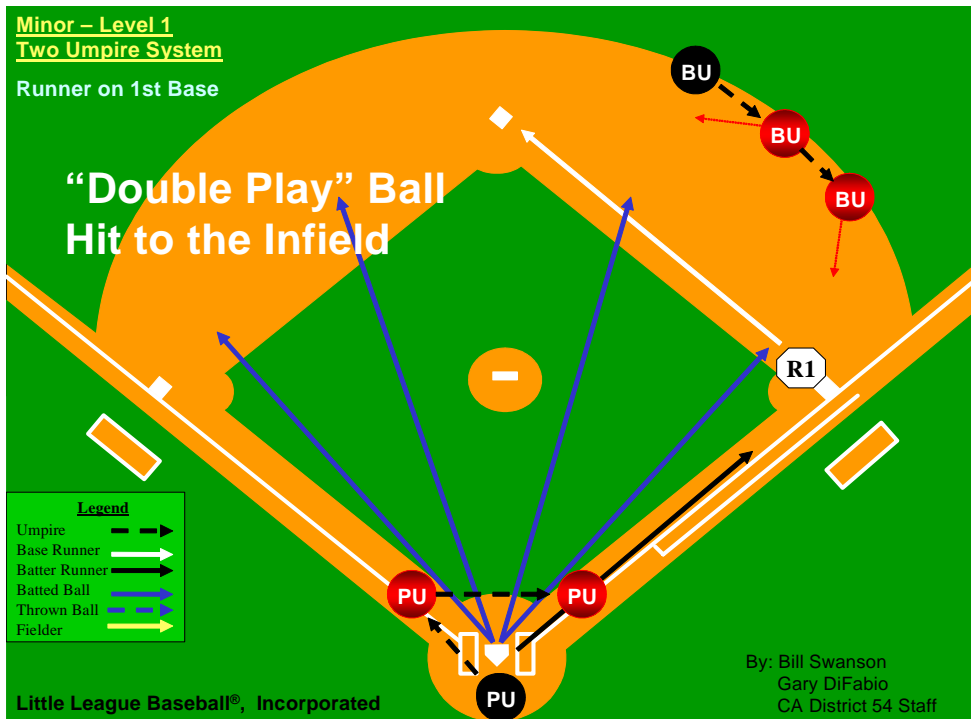 Minor – Level 1
Two Umpire System
Runner on 1st Base
“Double Play” Ball
Hit to the Infield
BU
BU
BU
R1
Legend
Umpire
Base Runner
Batter Runner
Batted Ball
Thrown Ball
Fielder
PU
PU
PU
Little League Baseball®, Incorporated
By: Bill Swanson
Gary DiFabio
CA District 54 Staff